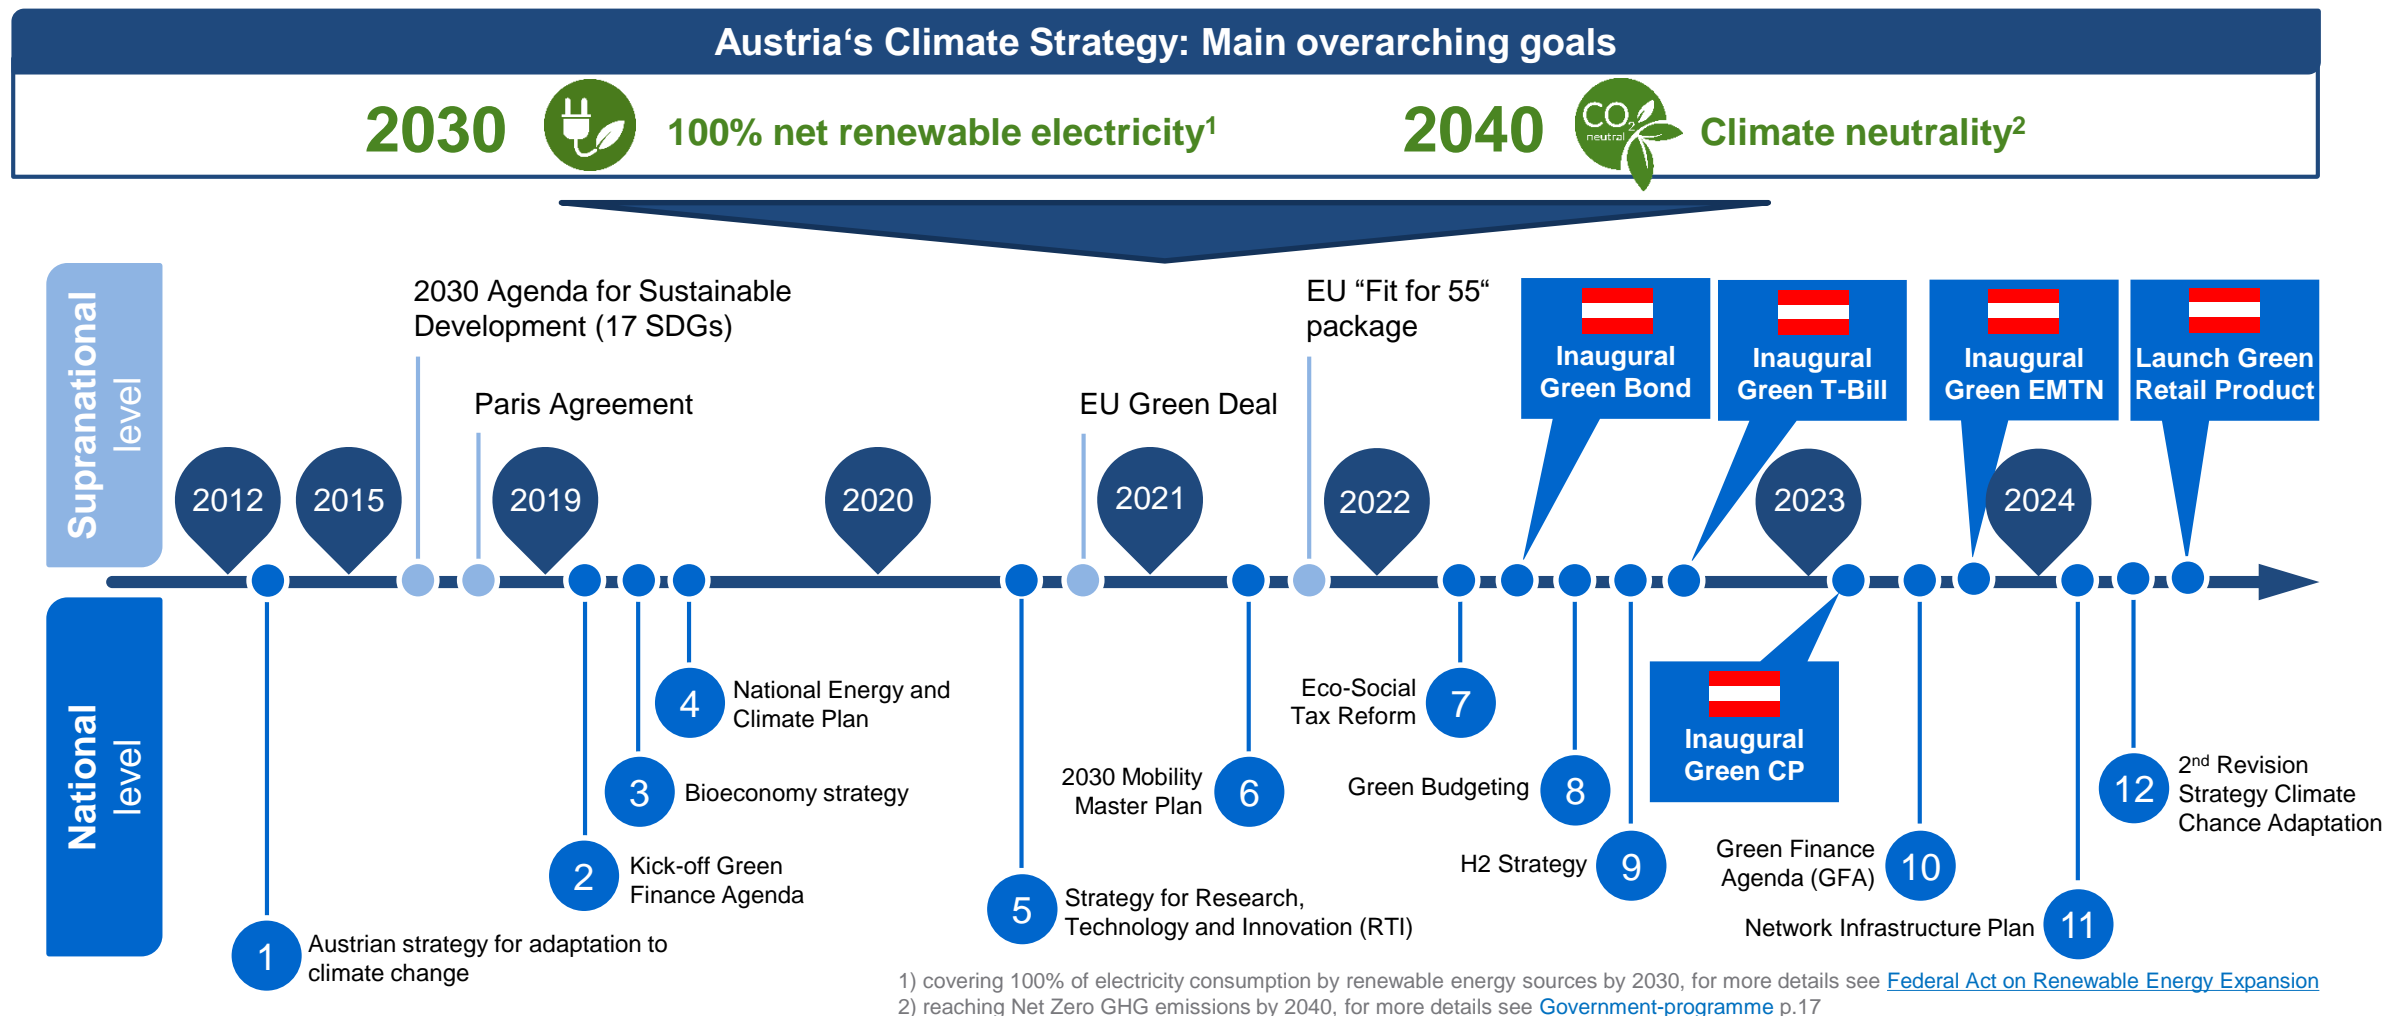 Austria‘s Climate Strategy: Main overarching goals
2030
100% net renewable electricity1
2040
CO2
neutral
Climate neutrality2
Supranational
level
2030 Agenda for Sustainable
Development (17 SDGs)
Paris Agreement
EU Green Deal
EU “Fit for 55“
package
Inaugural
Green Bond
Inaugural
Green T-Bill
Inaugural
Green EMTN
Launch Green
Retail Product
2012
2015
2019
2020
2021
2022
2023
2024
National
level
1
Austrian strategy for adaptation to
climate change
2
Kick-off Green
Finance Agenda
3
Bioeconomy strategy
4
National Energy and
Climate Plan
5
Strategy for Research,
Technology and Innovation (RTI)
2030 Mobility
Master Plan
6
Eco-Social
Tax Reform
7
Green Budgeting
8
H2 Strategy
9
Inaugural
Green CP
Green Finance
Agenda (GFA)
10
Network Infrastructure Plan
11
12
2nd Revision
Strategy Climate
Chance Adaptation
1) covering 100% of electricity consumption by renewable energy sources by 2030, for more details see Federal Act on Renewable Energy Expansion
2) reaching Net Zero GHG emissions by 2040, for more details see Government-programme p.17